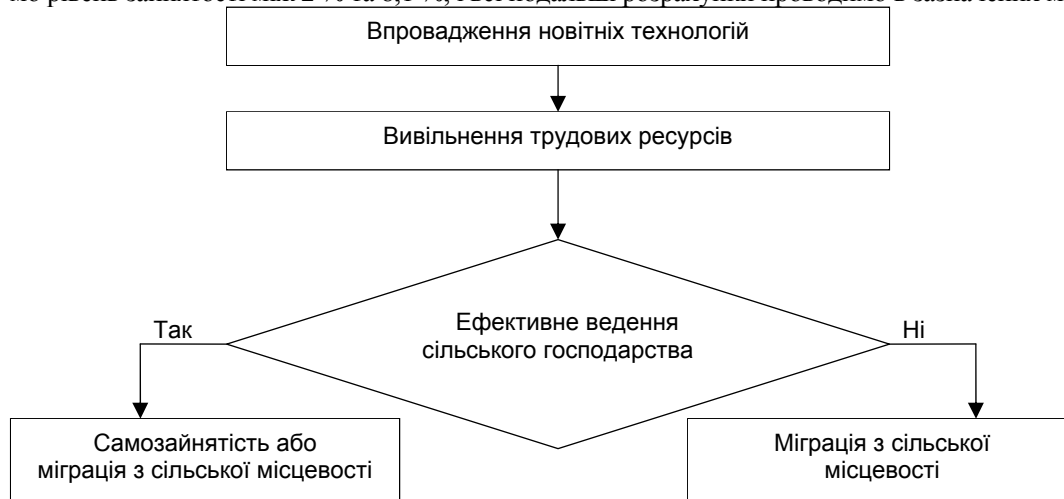 Впровадження новітніх технологій
Вивільнення трудових ресурсів
Ефективне ведення
сільського господарства
Так
Ні
Самозайнятість або
міграція з сільської місцевості
Міграція з сільської
місцевості